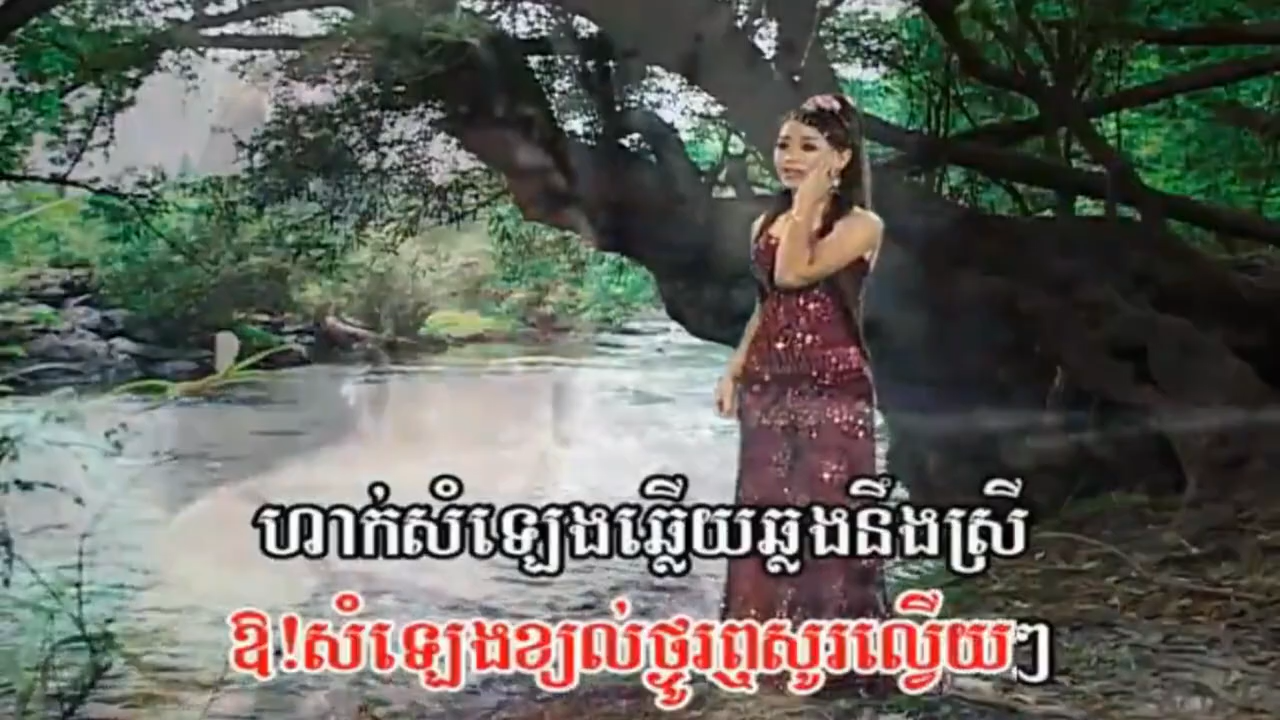 ហាក់សំឡេងឆ្លើយឆ្លងនឹងស្រី
ឱ!សំឡេងខ្យល់ថ្ងូរឮសូរល្វើយៗ